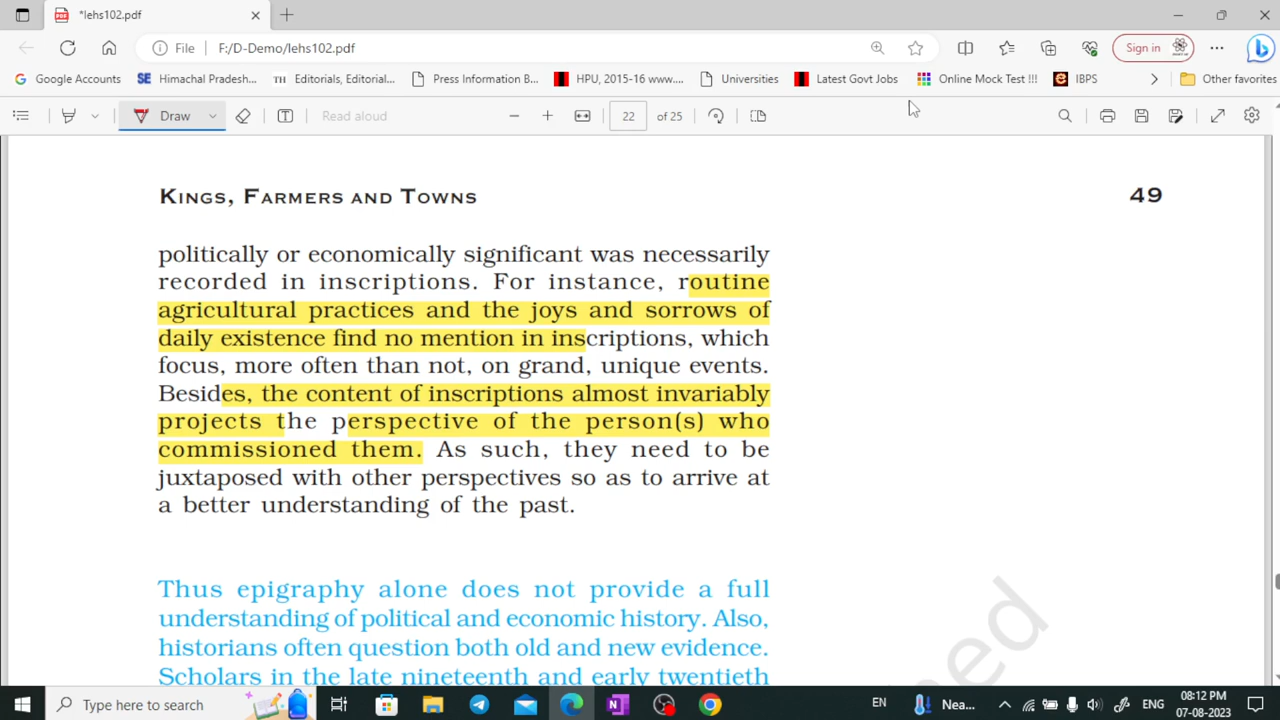 *lehs102.pdf
File
F:/D-Demo/lehs102.pdf
Sign in
Google Accounts
SE Himachal Pradesh...
TH Editorials, Editorial...
Press Information B...
HPU, 2015-16 www....
Universities
Latest Govt Jobs
Online Mock Test !!!
IBPS
Other favorites
Draw
Read aloud
22 of 25
KINGS, FARMERS AND TOWNS
49
politically or economically significant was necessarily
recorded in inscriptions. For instance, routine
agricultural practices and the joys and sorrows of
daily existence find no mention in inscriptions, which
focus, more often than not, on grand, unique events.
Besides, the content of inscriptions almost invariably
projects the perspective of the person(s) who
commissioned them. As such, they need to be
juxtaposed with other perspectives so as to arrive at
a better understanding of the past.
Thus epigraphy alone does not provide a full
understanding of political and economic history. Also,
historians often question both old and new evidence.
Scholars in the late nineteenth and early twentieth
ed
Type here to search
EN
Nea...
ENG
08:12 PM
07-08-2023